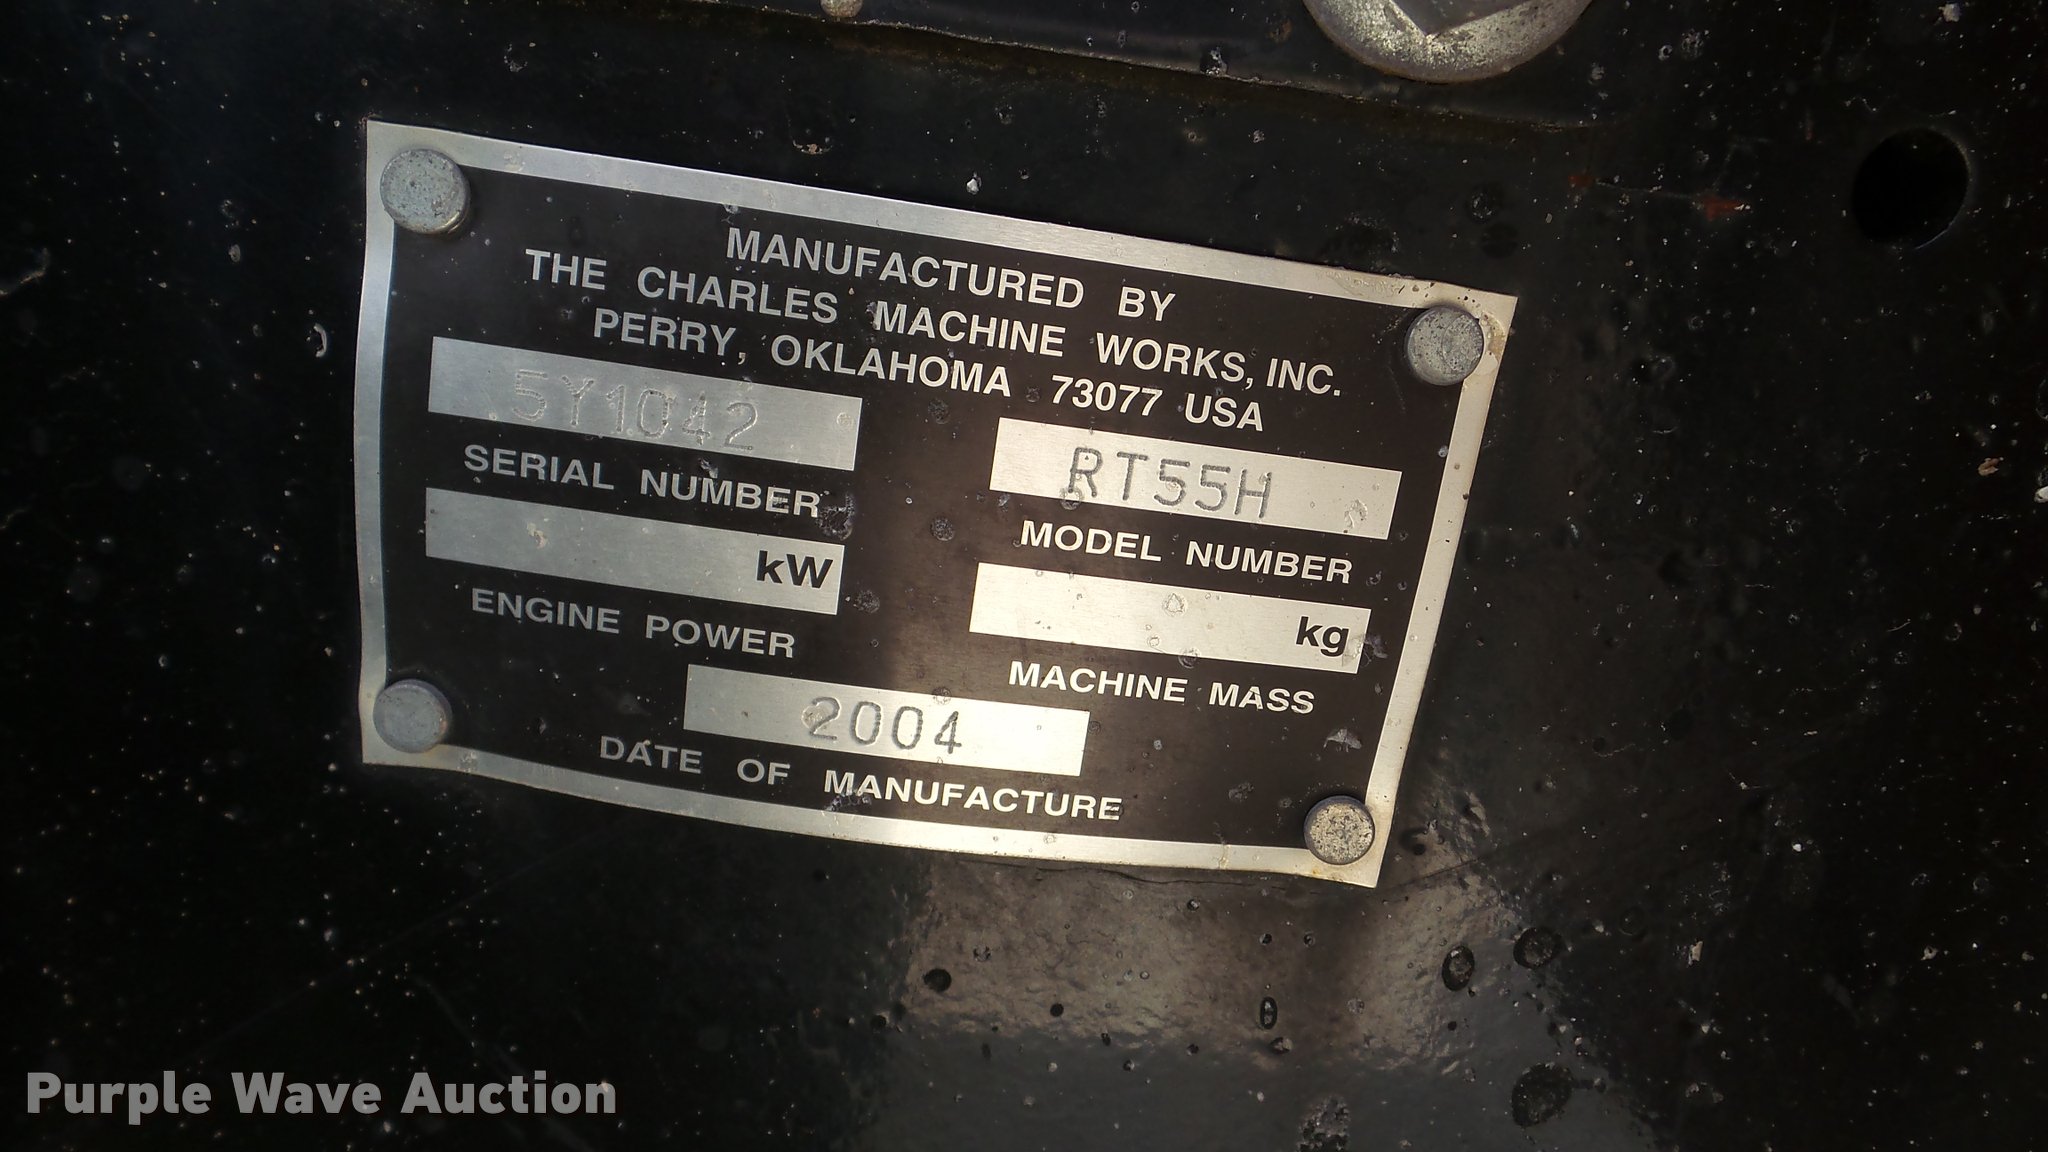 MANUFACTURED BY
THE CHARLES MACHINE WORKS, INC.
PERRY, OKLAHOMA 73077 USA
5Y1042
SERIAL NUMBER
RT55H
MODEL NUMBER
kW
ENGINE POWER
kg
MACHINE MASS
2004
DATE OF MANUFACTURE
Purple Wave Auction